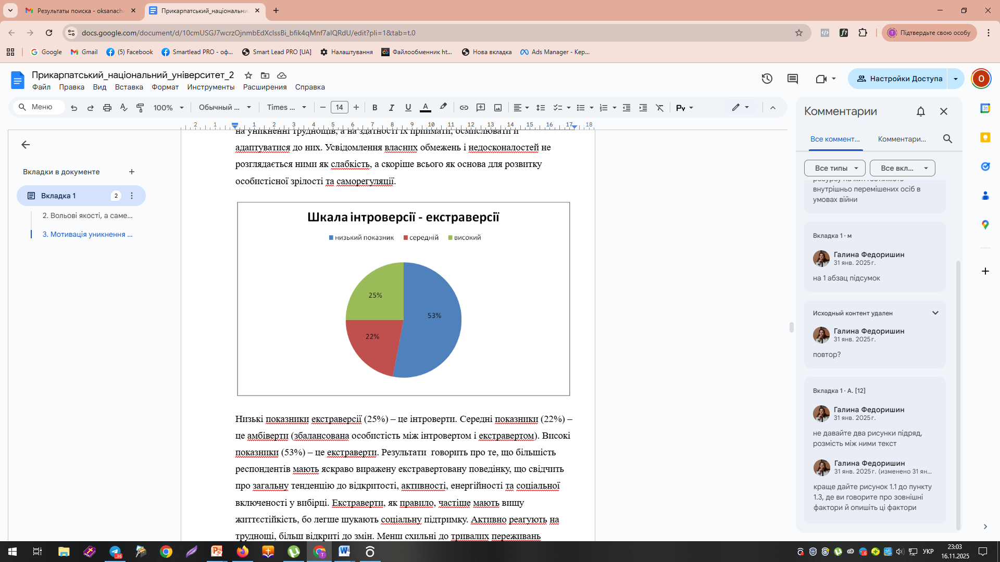 Результаты поиска - oksanacha
Прикарпатський_національни
docs.google.com/document/d/10cmUSGJ7wcrzOjnmbEdXcIssBi_bfik4qMnf7aIQRdU/edit?pli=1&tab=t.0
Подтвердьте свою особу
Google
Gmail
(5) Facebook
Smartlead PRO - оф...
Smart Lead PRO [UA]
Налаштування
Файлообменник ht...
Нова вкладка
Ads Manager - Кер...
Прикарпатський_національний_університет_2
Файл Правка Вид Вставка Формат Инструменты Расширения Справка
Настройки Доступа
О
Меню
100%
Обычный ...
Times ...
14
2 1 1 2 3 4 5 6 7 8 9 10 11 12 13 14 15 16 17 18
Вкладки в документе
Вкладка 1
2
2. Вольові якості, а саме...
3. Мотивація уникнення ...
на уникненні труднощів, а на здатності їх приймати, осмислювати й
адаптуватися до них. Усвідомлення власних обмежень і недосконалостей не
розглядається ними як слабкість, а скоріше всього як основа для розвитку
особистісної зрілості та саморегуляції.
Шкала інтроверсії - екстраверсії
низький показник середній високий
25%
53%
22%
Низькі показники екстраверсії (25%) – це інтроверти. Середні показники (22%) –
це амбіверти (збалансована особистість між інтровертом і екстравертом). Високі
показники (53%) – це екстраверти. Результати  говорить про те, що більшість
респондентів мають яскраво виражену екстравертовану поведінку, що свідчить
про загальну тенденцію до відкритості, активності, енергійності та соціальної
включеності у вибірці. Екстраверти, як правило, частіше мають вищу
життєстійкість, бо легше шукають соціальну підтримку. Активно реагують на
труднощі, більш відкриті до змін. Менш схильні до тривалих переживань
Комментарии
Все коммент...
Комментари...
Все типы
Все вкл...
ресурсу на життєстійкість
внутрішньо переміщених осіб в
умовах війни
Вкладка 1 · м
Галина Федоришин
31 янв. 2025 г.
на 1 абзац підсумок
Исходный контент удален
Галина Федоришин
31 янв. 2025 г.
повтор?
Вкладка 1 · А. [12]
Галина Федоришин
31 янв. 2025 г.
не давайте два рисунки підряд,
розмість між ними текст
Галина Федоришин
31 янв. 2025 г. (изменено 31 ян...
краще дайте рисунок 1.1 до пункту
1.3, де ви говорите про зовнішні
фактори й опишіть ці фактори
УКР
23:03
16.11.2025